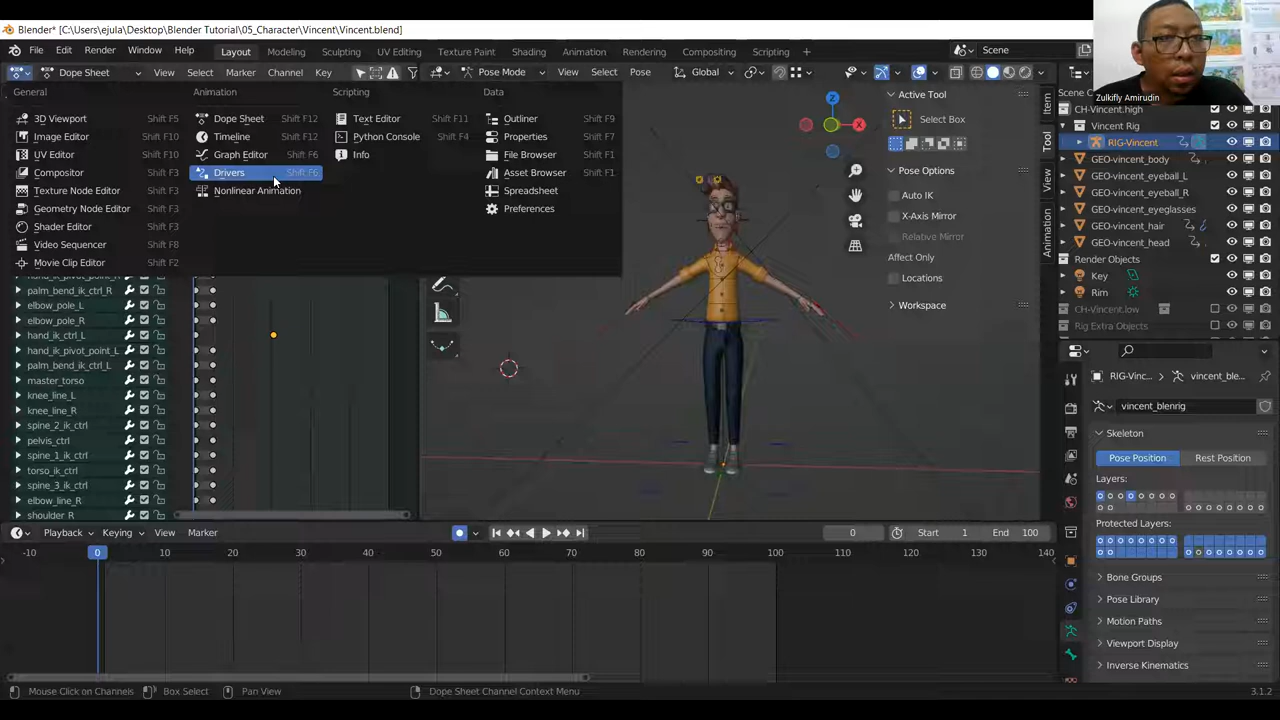 Blender* [C:\Users\ejula\Desktop\Blender Tutorial\05_Character\Vincent\Vincent.blend]
File Edit Render Window Help Layout Modeling Sculpting UV Editing Texture Paint Shading Animation Rendering Compositing Scripting Scene
Dope Sheet View Select Marker Channel Key Pose Mode View Select Pose Global
Zulkifly Amirudin
General Animation Scripting Data
3D Viewport Shift F5 Dope Sheet Shift F12 Text Editor Shift F11 Outliner Shift F9
Image Editor Shift F10 Timeline Shift F12 Python Console Shift F4 Properties Shift F7
UV Editor Shift F10 Graph Editor Shift F6 Info File Browser Shift F1
Compositor Shift F3 Drivers Shift F6 Asset Browser Shift F1
Texture Node Editor Shift F3 Nonlinear Animation Spreadsheet
Geometry Node Editor Shift F3 Preferences
Shader Editor Shift F3
Video Sequencer Shift F8
Movie Clip Editor Shift F2
Active Tool
Select Box
Pose Options
Auto IK
X-Axis Mirror
Relative Mirror
Affect Only
Locations
Workspace
Item
Tool
View
Animation
Z
X
CH-Vincent.high
Vincent Rig
RIG-Vincent
GEO-vincent_body
GEO-vincent_eyeball_L
GEO-vincent_eyeball_R
GEO-vincent_eyeglasses
GEO-vincent_hair
GEO-vincent_head
Render Objects
Key
Rim
CH-Vincent.low
Rig Extra Objects
palm_bend_ik_ctrl_R
elbow_pole_L
elbow_pole_R
hand_ik_ctrl_L
hand_ik_pivot_point_L
palm_bend_ik_ctrl_L
master_torso
knee_line_L
knee_line_R
spine_2_ik_ctrl
pelvis_ctrl
spine_1_ik_ctrl
torso_ik_ctrl
spine_3_ik_ctrl
elbow_line_R
shoulder_R
RIG-Vinc... vincent_ble...
vincent_blenrig
Skeleton
Pose Position Rest Position
Layers:
Protected Layers:
Bone Groups
Pose Library
Motion Paths
Viewport Display
Inverse Kinematics
Playback Keying View Marker 0 Start 1 End 100
-10 0 10 20 30 40 50 60 70 80 90 100 110 120 130 140
Mouse Click on Channels Box Select Pan View Dope Sheet Channel Context Menu 3.1.2